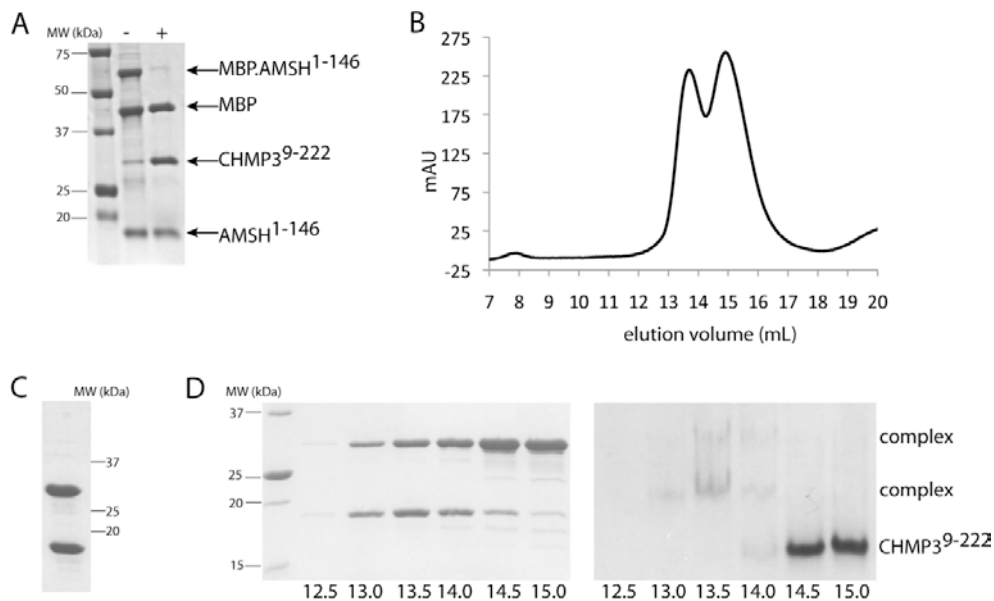 A
MW (kDa) - +
75
50
37
25
20
MBP.AMSH1-146
MBP
CHMP39-222
AMSH1-146
B
275
225
175
125
75
25
-25
mAU
7 8 9 10 11 12 13 14 15 16 17 18 19 20
elution volume (mL)
C
MW (kDa)
37
25
20
D
MW (kDa)
37
25
20
15
12.5 13.0 13.5 14.0 14.5 15.0
complex
complex
CHMP39-222
12.5 13.0 13.5 14.0 14.5 15.0